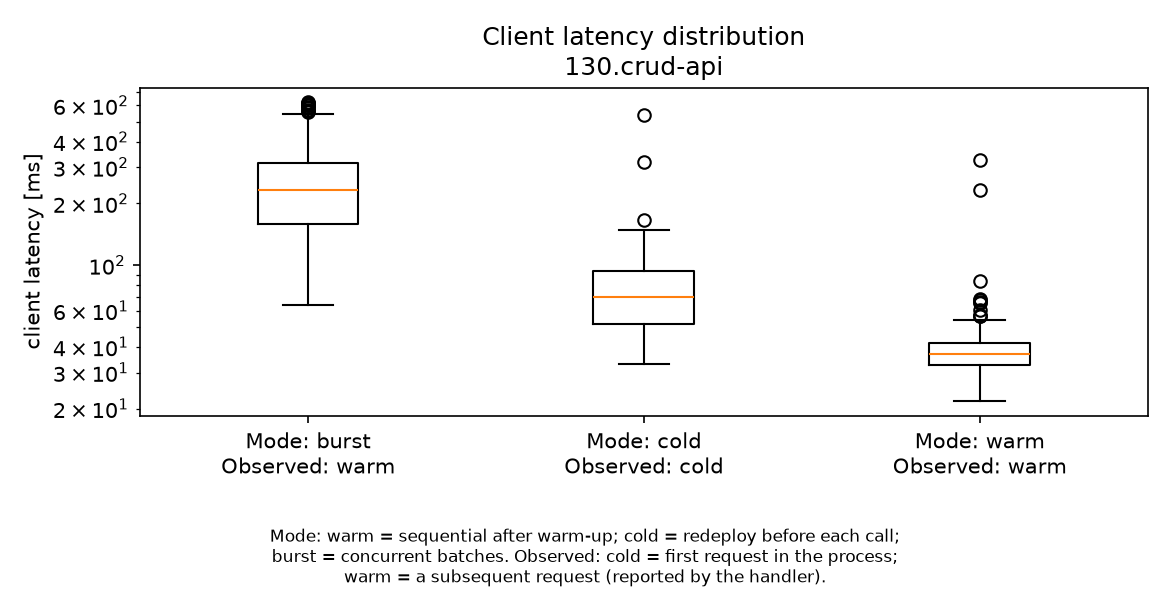 Client latency distribution
130.crud-api
client latency [ms]
6 × 10²
4 × 10²
3 × 10²
2 × 10²
10²
6 × 10¹
4 × 10¹
3 × 10¹
2 × 10¹
Mode: burst
Observed: warm
Mode: cold
Observed: cold
Mode: warm
Observed: warm
Mode: warm = sequential after warm-up; cold = redeploy before each call;
burst = concurrent batches. Observed: cold = first request in the process;
warm = a subsequent request (reported by the handler).